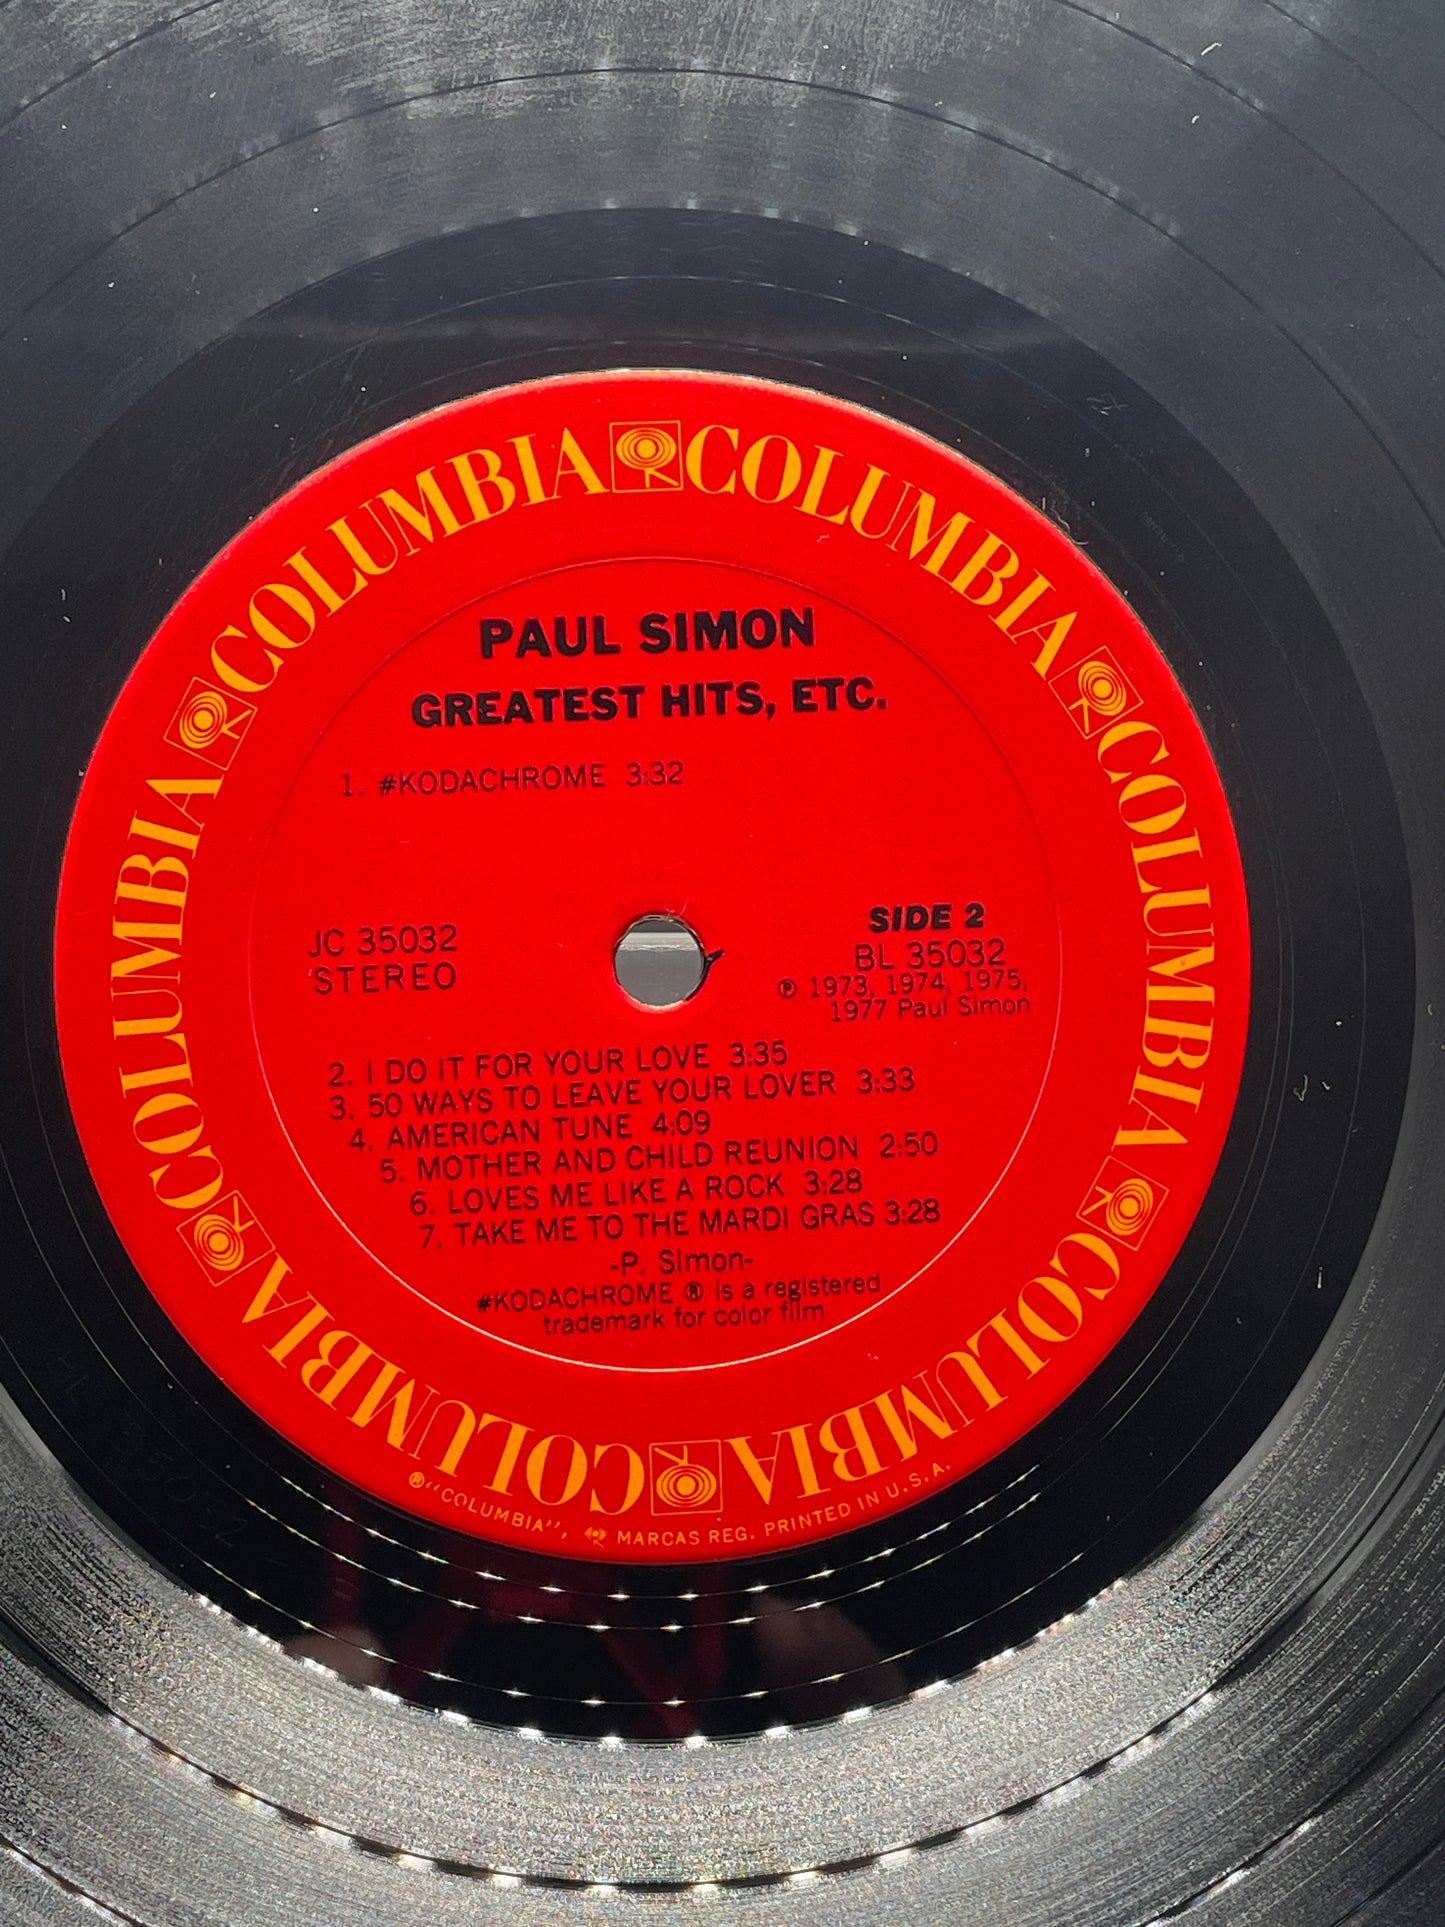 COLUMBIA COLUMBIA COLUMBIA COLUMBIA COLUMBIA COLUMBIA
PAUL SIMON
GREATEST HITS, ETC.
1. #KODACHROME 3:32
JC 35032
STEREO
SIDE 2
BL 35032
℗ 1973, 1974, 1975,
1977 Paul Simon
2. I DO IT FOR YOUR LOVE 3:35
3. 50 WAYS TO LEAVE YOUR LOVER 3:33
4. AMERICAN TUNE 4:09
5. MOTHER AND CHILD REUNION 2:50
6. LOVES ME LIKE A ROCK 3:28
7. TAKE ME TO THE MARDI GRAS 3:28
-P. Simon-
#KODACHROME ® is a registered
trademark for color film
®"COLUMBIA", MARCAS REG. PRINTED IN U.S.A.